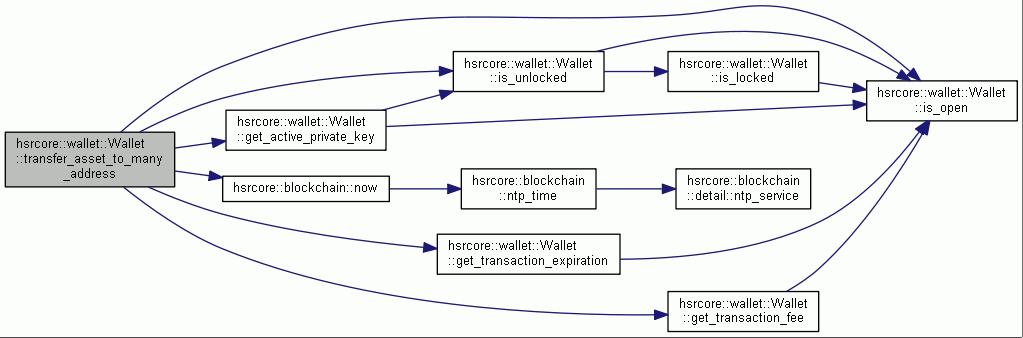 hsrcore::wallet::Wallet
::transfer_asset_to_many
_address
hsrcore::wallet::Wallet
::get_active_private_key
hsrcore::blockchain::now
hsrcore::wallet::Wallet
::is_unlocked
hsrcore::blockchain
::ntp_time
hsrcore::wallet::Wallet
::get_transaction_expiration
hsrcore::wallet::Wallet
::is_locked
hsrcore::blockchain
::detail::ntp_service
hsrcore::wallet::Wallet
::get_transaction_fee
hsrcore::wallet::Wallet
::is_open